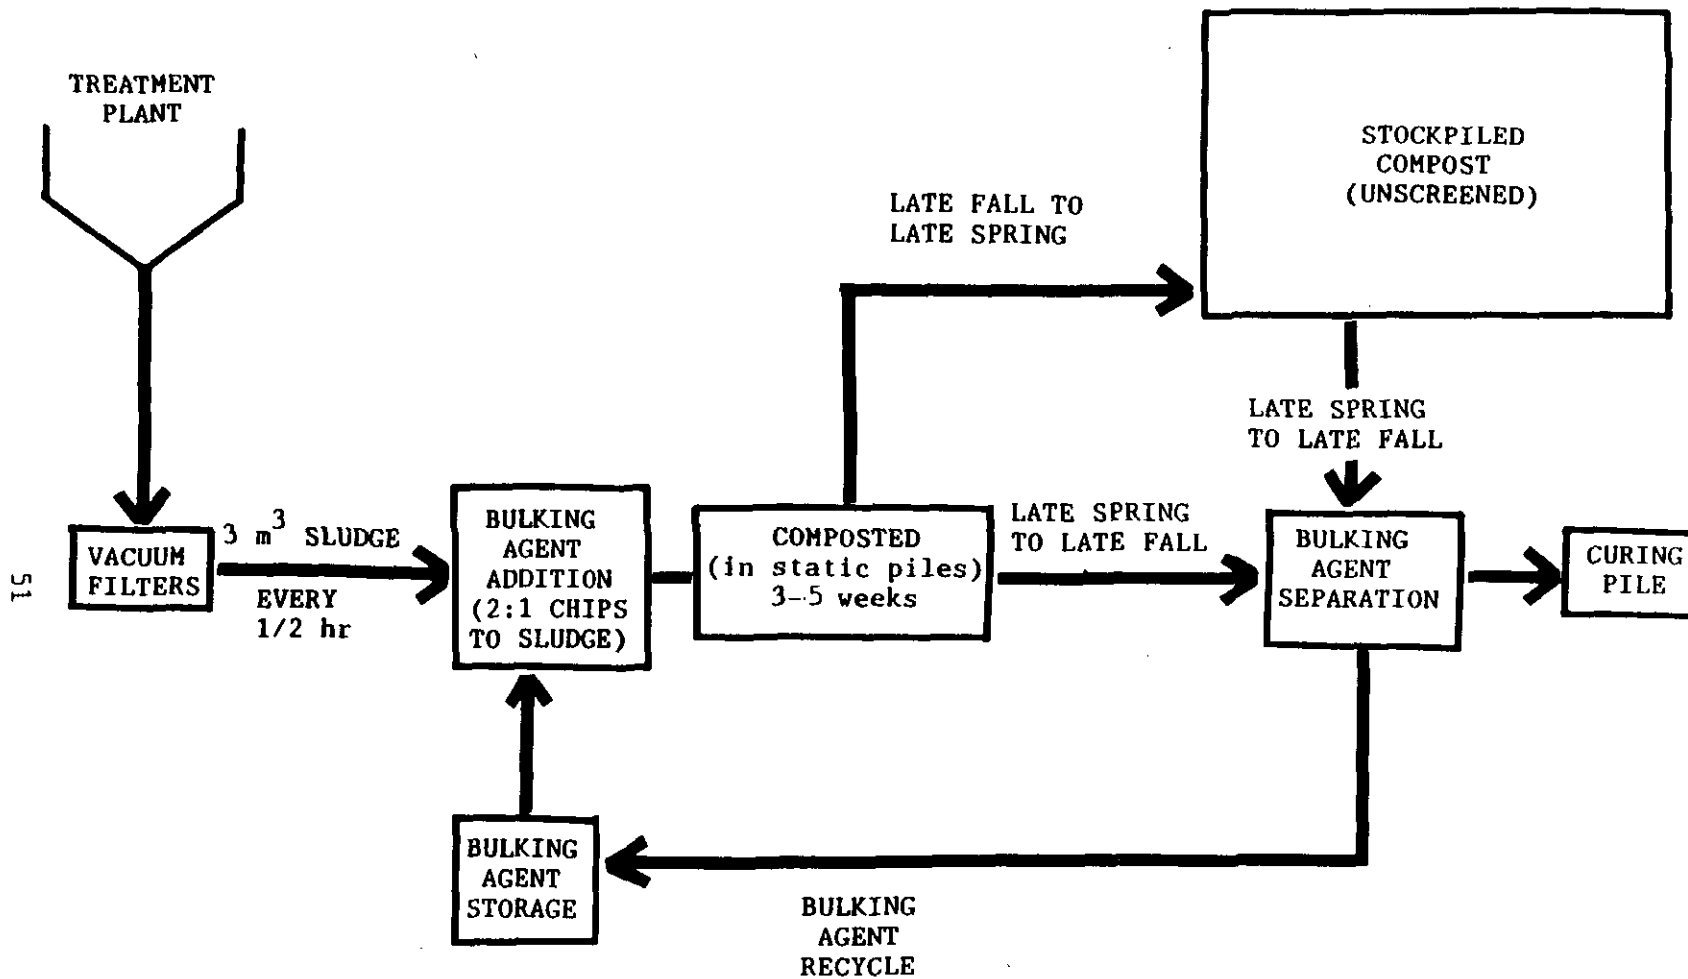 TREATMENT
PLANT
STOCKPILED
COMPOST
(UNSCREENED)
LATE FALL TO
LATE SPRING
LATE SPRING
TO LATE FALL
VACUUM
FILTERS
3 m³ SLUDGE
EVERY
1/2 hr
BULKING
AGENT
ADDITION
(2:1 CHIPS
TO SLUDGE)
COMPOSTED
(in static piles)
3-5 weeks
LATE SPRING
TO LATE FALL
BULKING
AGENT
SEPARATION
CURING
PILE
BULKING
AGENT
STORAGE
BULKING
AGENT
RECYCLE
51